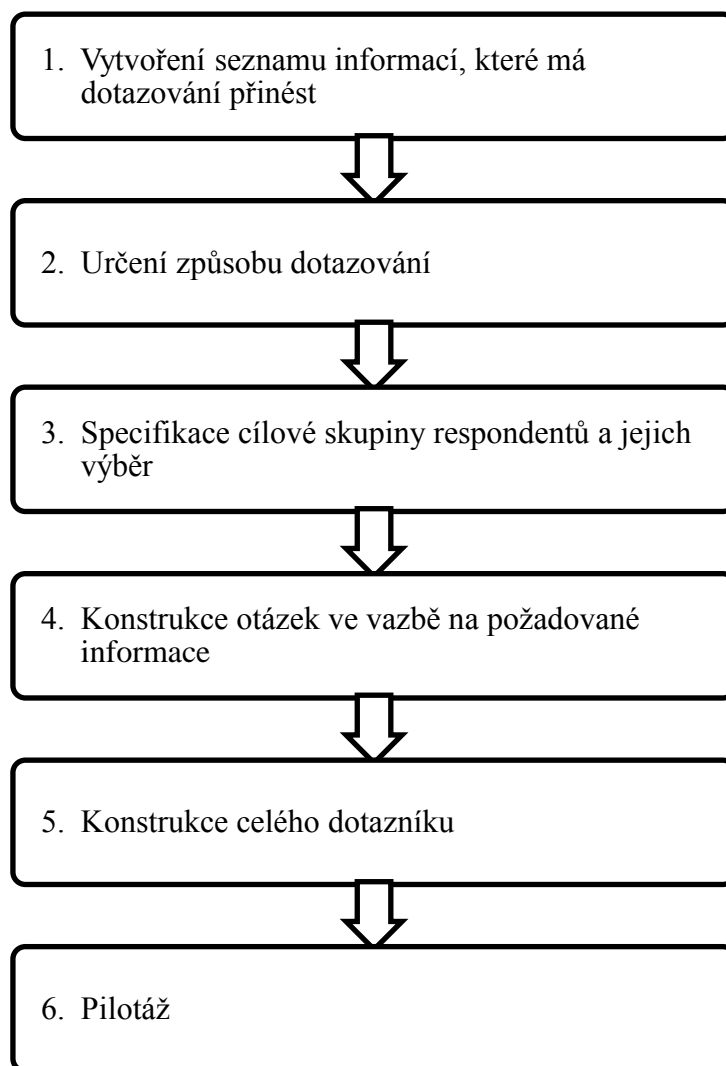 1. Vytvoření seznamu informací, které má
dotazování přinést
2. Určení způsobu dotazování
3. Specifikace cílové skupiny respondentů a jejich
výběr
4. Konstrukce otázek ve vazbě na požadované
informace
5. Konstrukce celého dotazníku
6. Pilotáž